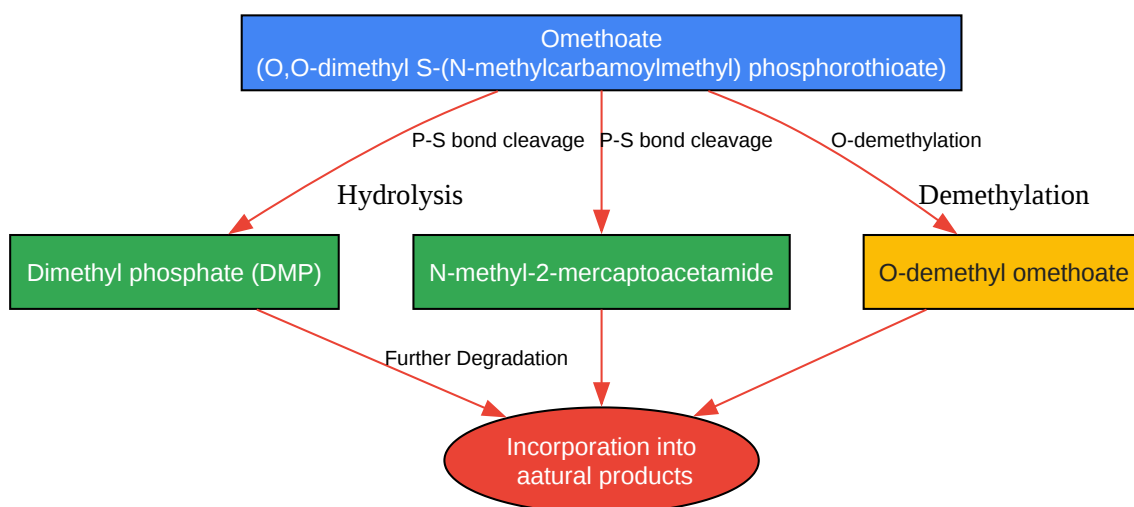 Omethoate
(O,O-dimethyl S-(N-methylcarbamoylmethyl) phosphorothioate)
P-S bond cleavage
P-S bond cleavage
O-demethylation
Hydrolysis
Demethylation
Dimethyl phosphate (DMP)
N-methyl-2-mercaptoacetamide
O-demethyl omethoate
Further Degradation
Incorporation into
aatural products